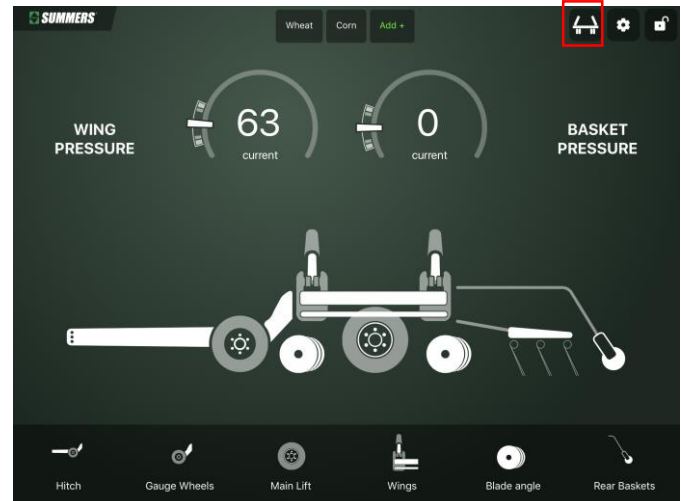 SUMMERS
Wheat Corn Add +
WING
PRESSURE
63
current
0
current
BASKET
PRESSURE
Hitch Gauge Wheels Main Lift Wings Blade angle Rear Baskets